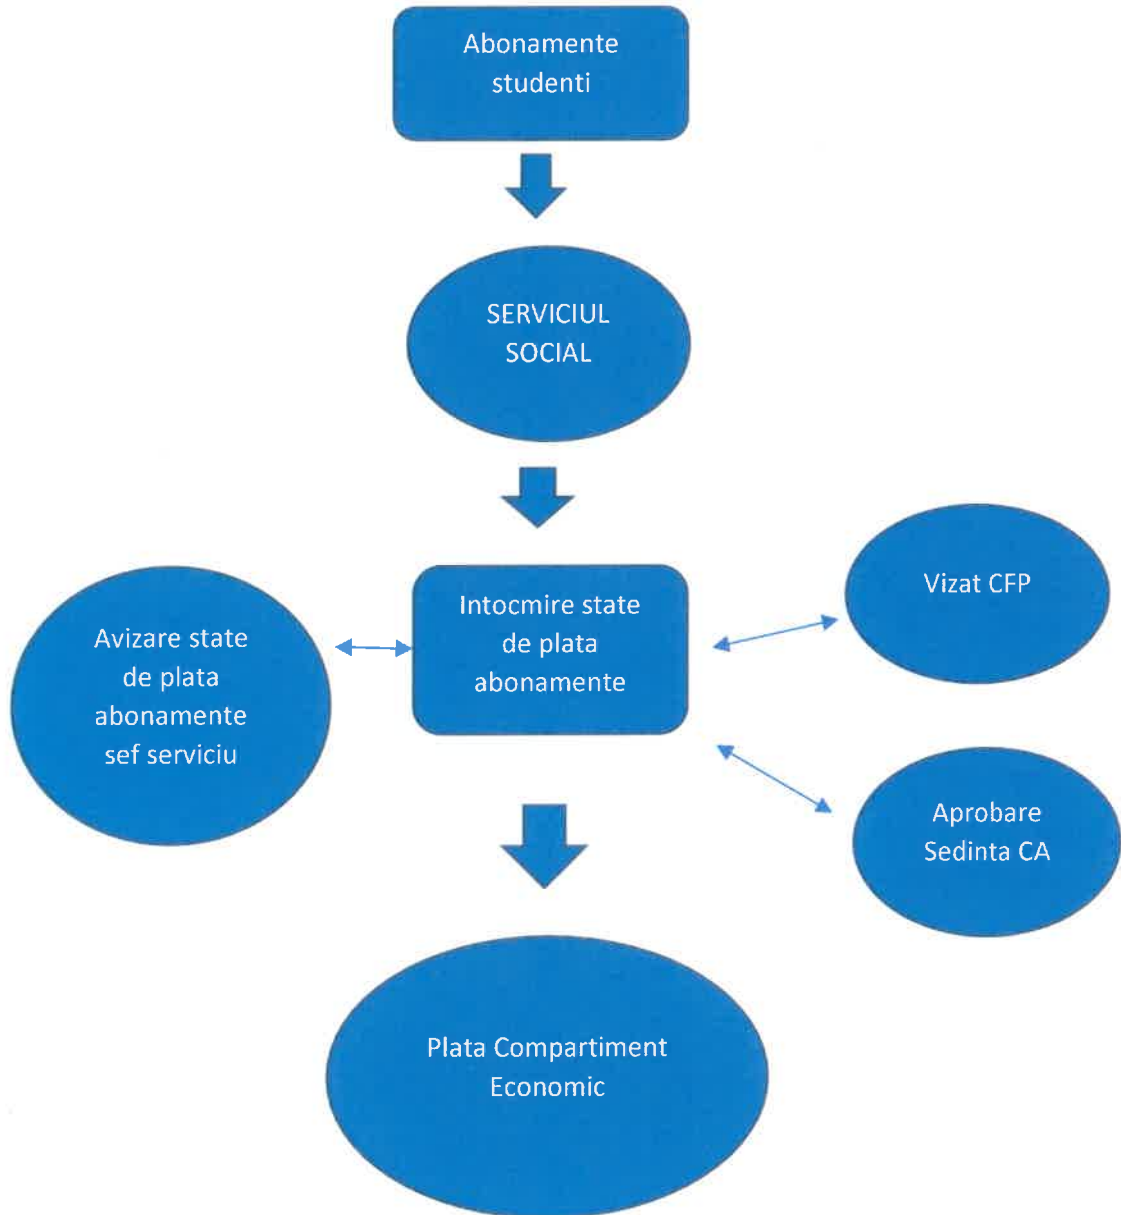 Abonamente
studenti
SERVICIUL
SOCIAL
Intocmire state
de plata
abonamente
Avizare state
de plata
abonamente
sef serviciu
Vizat CFP
Aprobare
Sedinta CA
Plata Compartiment
Economic